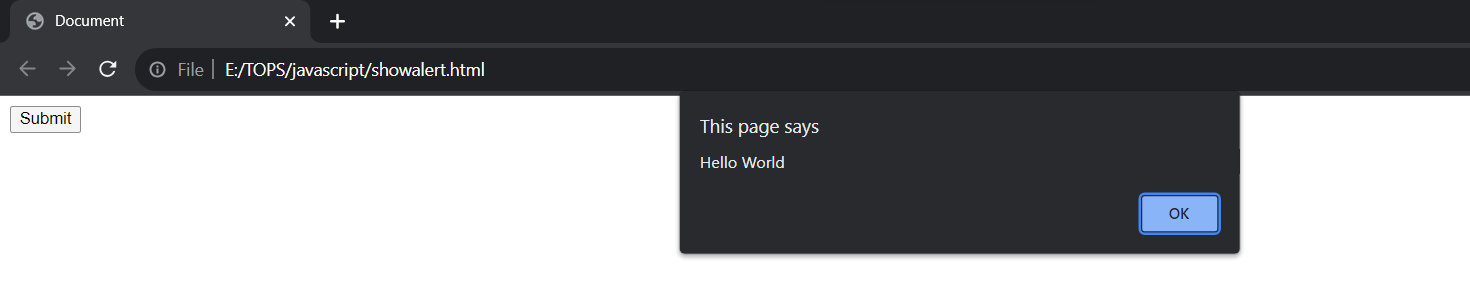 Document
File E:/TOPS/javascript/showalert.html
Submit
This page says
Hello World
OK